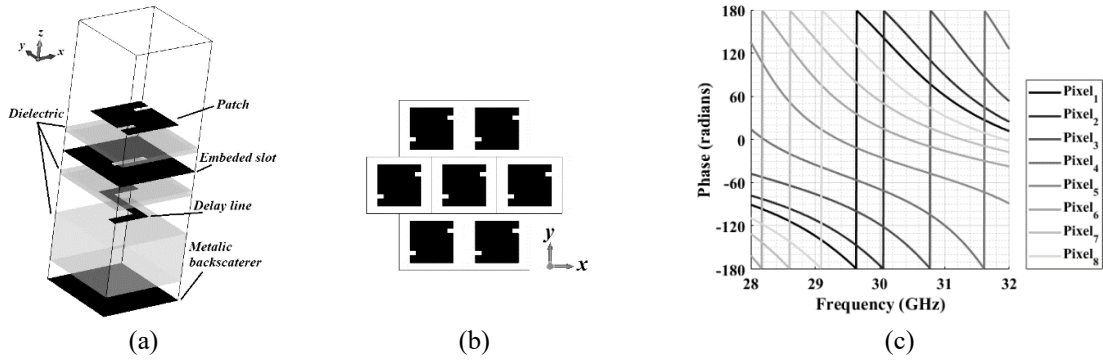 z
y
x
Dielectric
Patch
Embeded slot
Delay line
Metalic
backscaterer
(a)
y
x
(b)
180
120
60
0
-60
-120
-180
Phase (radians)
28
29
30
31
32
Frequency (GHz)
Pixel1
Pixel2
Pixel3
Pixel4
Pixel5
Pixel6
Pixel7
Pixel8
(c)